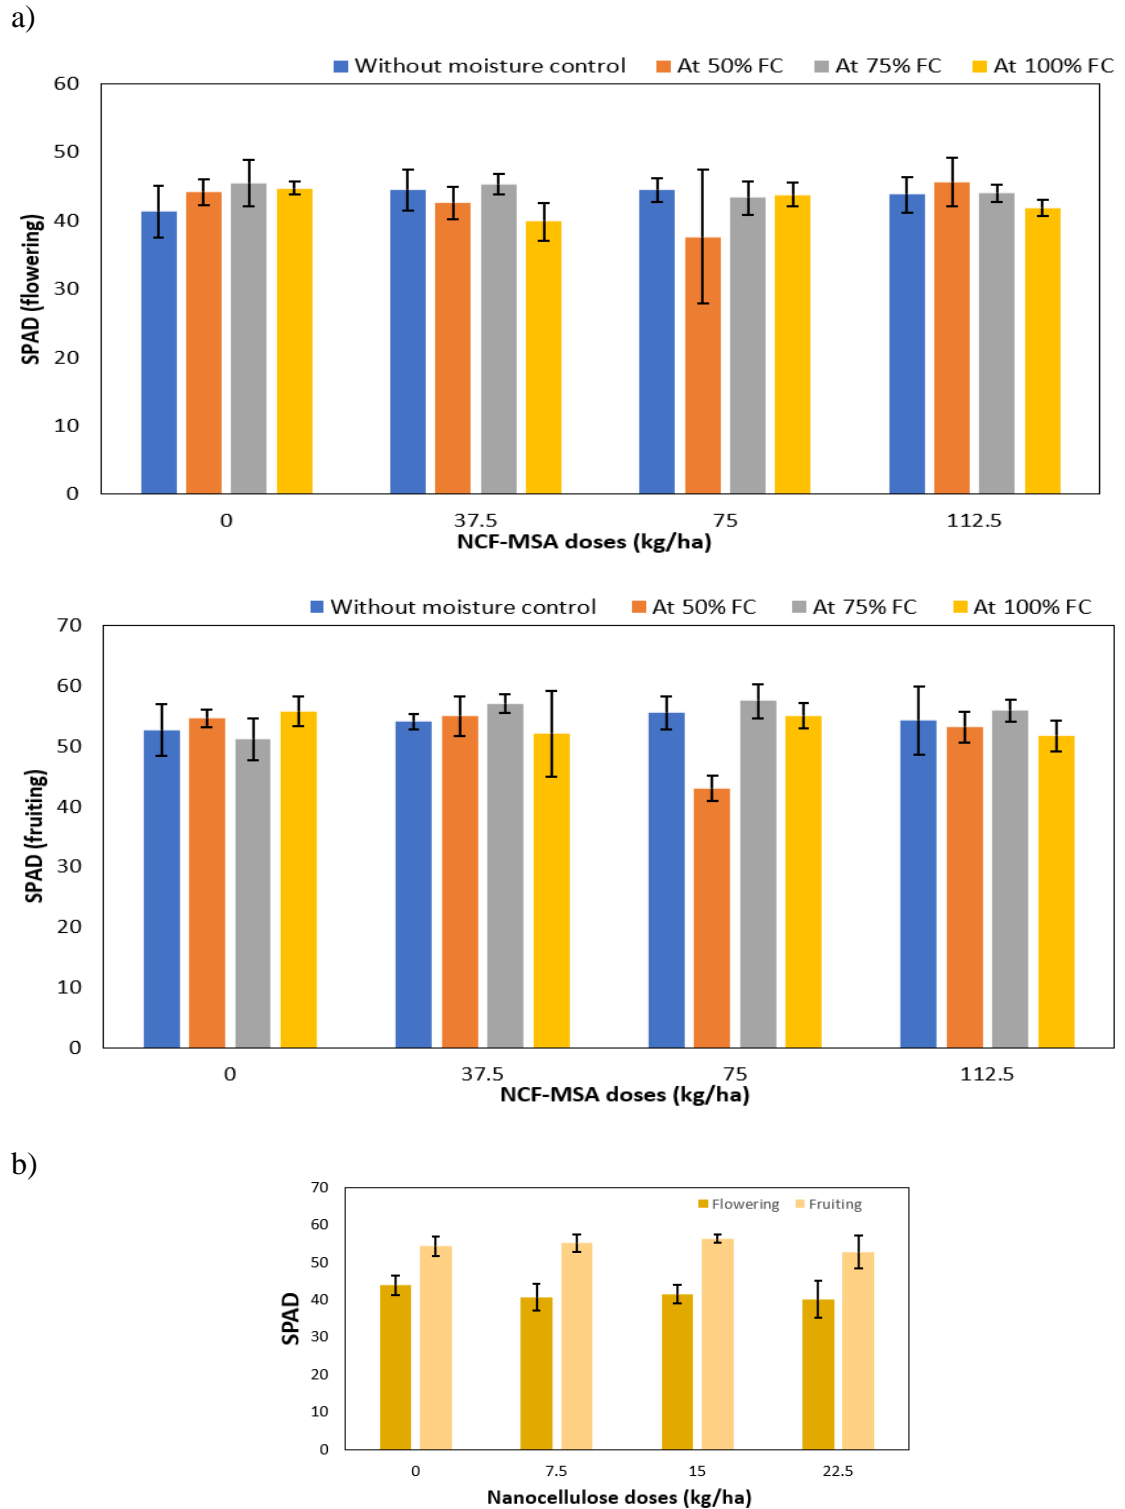 a)
Without moisture control At 50% FC At 75% FC At 100% FC
60
50
40
30
20
10
0
SPAD (flowering)
0 37.5 75 112.5
NCF-MSA doses (kg/ha)
Without moisture control At 50% FC At 75% FC At 100% FC
70
60
50
40
30
20
10
0
SPAD (fruiting)
0 37.5 75 112.5
NCF-MSA doses (kg/ha)
b)
Flowering Fruiting
70
60
50
40
30
20
10
0
SPAD
0 7.5 15 22.5
Nanocellulose doses (kg/ha)